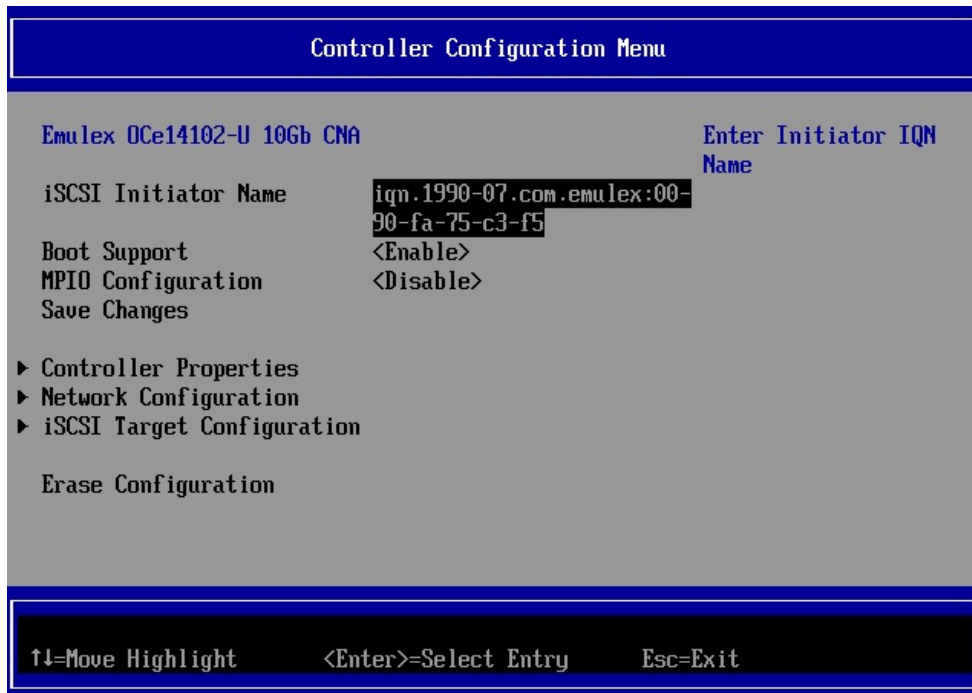 Controller Configuration Menu
Emulex OCe14102-U 10Gb CNA
Enter Initiator IQN
Name
iSCSI Initiator Name iqn.1990-07.com.emulex:00-
90-fa-75-c3-f5
Boot Support <Enable>
MPIO Configuration <Disable>
Save Changes
▶ Controller Properties
▶ Network Configuration
▶ iSCSI Target Configuration
Erase Configuration
↑↓=Move Highlight <Enter>=Select Entry Esc=Exit